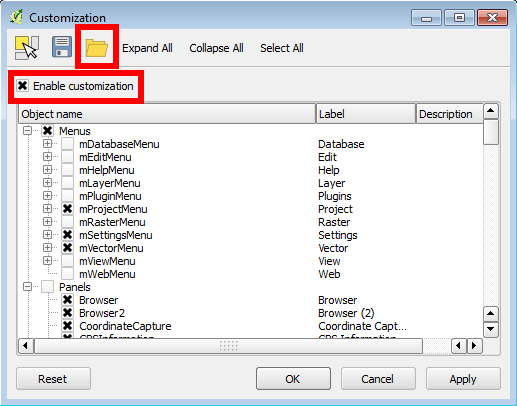 Customization
Expand All Collapse All Select All
Enable customization
Object name Label Description
Menus
mDatabaseMenu Database
mEditMenu Edit
mHelpMenu Help
mLayerMenu Layer
mPluginMenu Plugins
mProjectMenu Project
mRasterMenu Raster
mSettingsMenu Settings
mVectorMenu Vector
mViewMenu View
mWebMenu Web
Panels
Browser Browser
Browser2 Browser (2)
CoordinateCapture Coordinate Capt...
Reset OK Cancel Apply